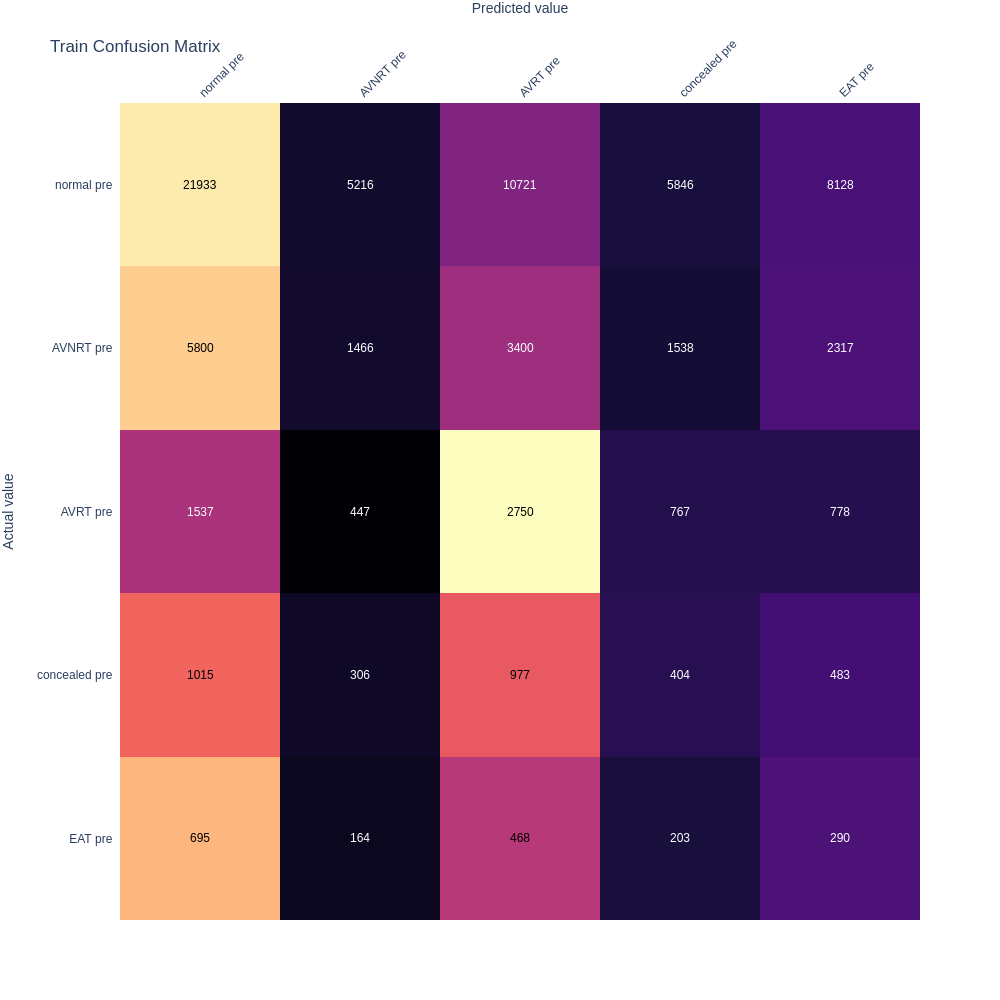 Predicted value
Train Confusion Matrix
normal pre
AVNRT pre
AVRT pre
concealed pre
EAT pre
normal pre 21933 5216 10721 5846 8128
AVNRT pre 5800 1466 3400 1538 2317
Actual value
AVRT pre 1537 447 2750 767 778
concealed pre 1015 306 977 404 483
EAT pre 695 164 468 203 290